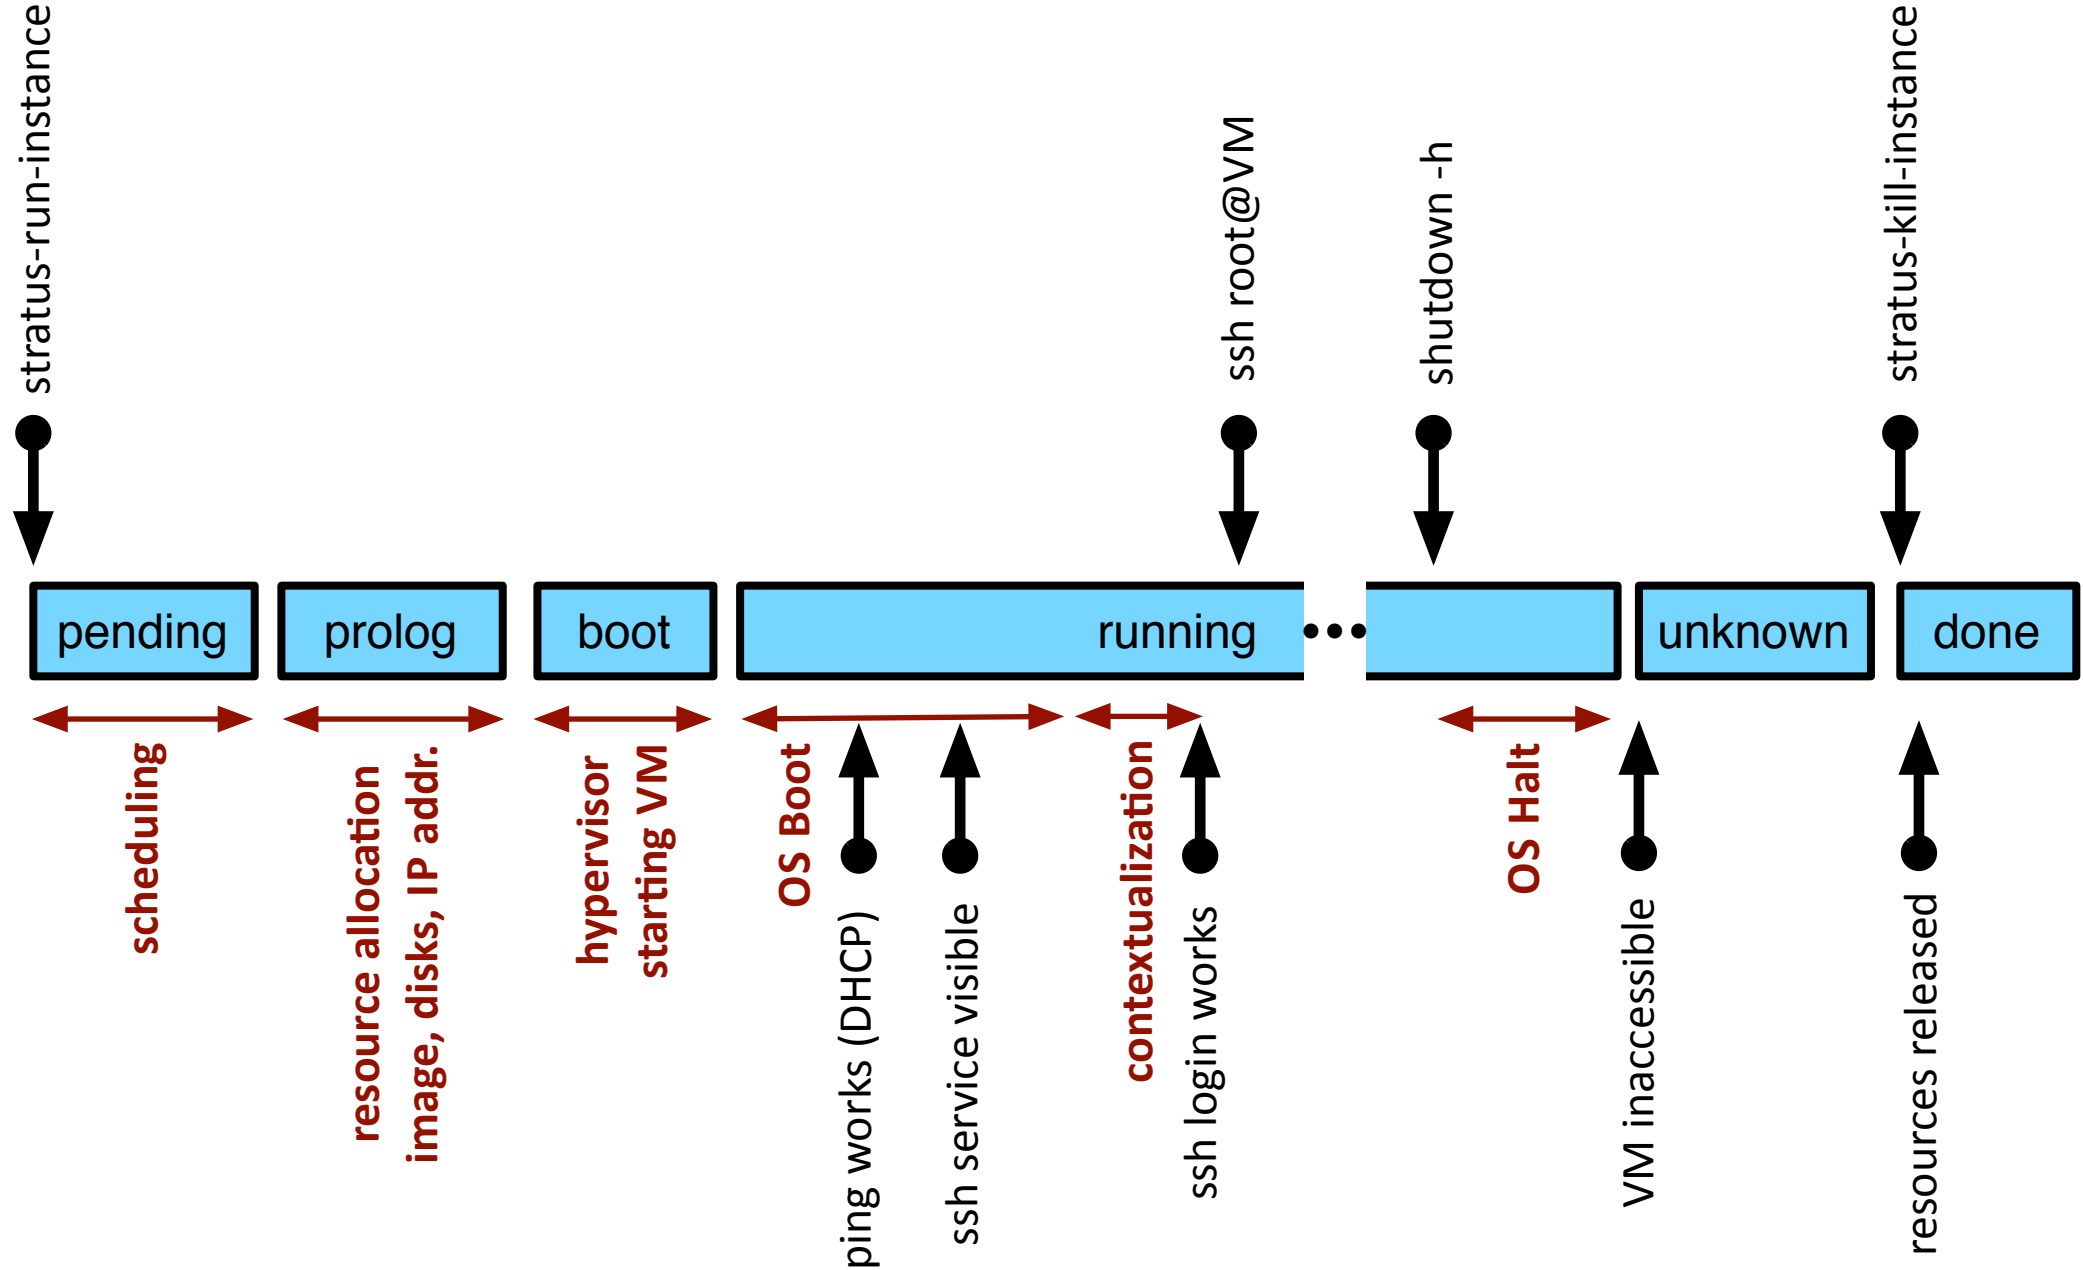 stratus-run-instance
ssh root@VM
shutdown -h
stratus-kill-instance
pending
prolog
boot
running
unknown
done
scheduling
resource allocation
image, disks, IP addr.
hypervisor
starting VM
OS Boot
ping works (DHCP)
ssh service visible
contextualization
ssh login works
OS Halt
VM inaccessible
resources released